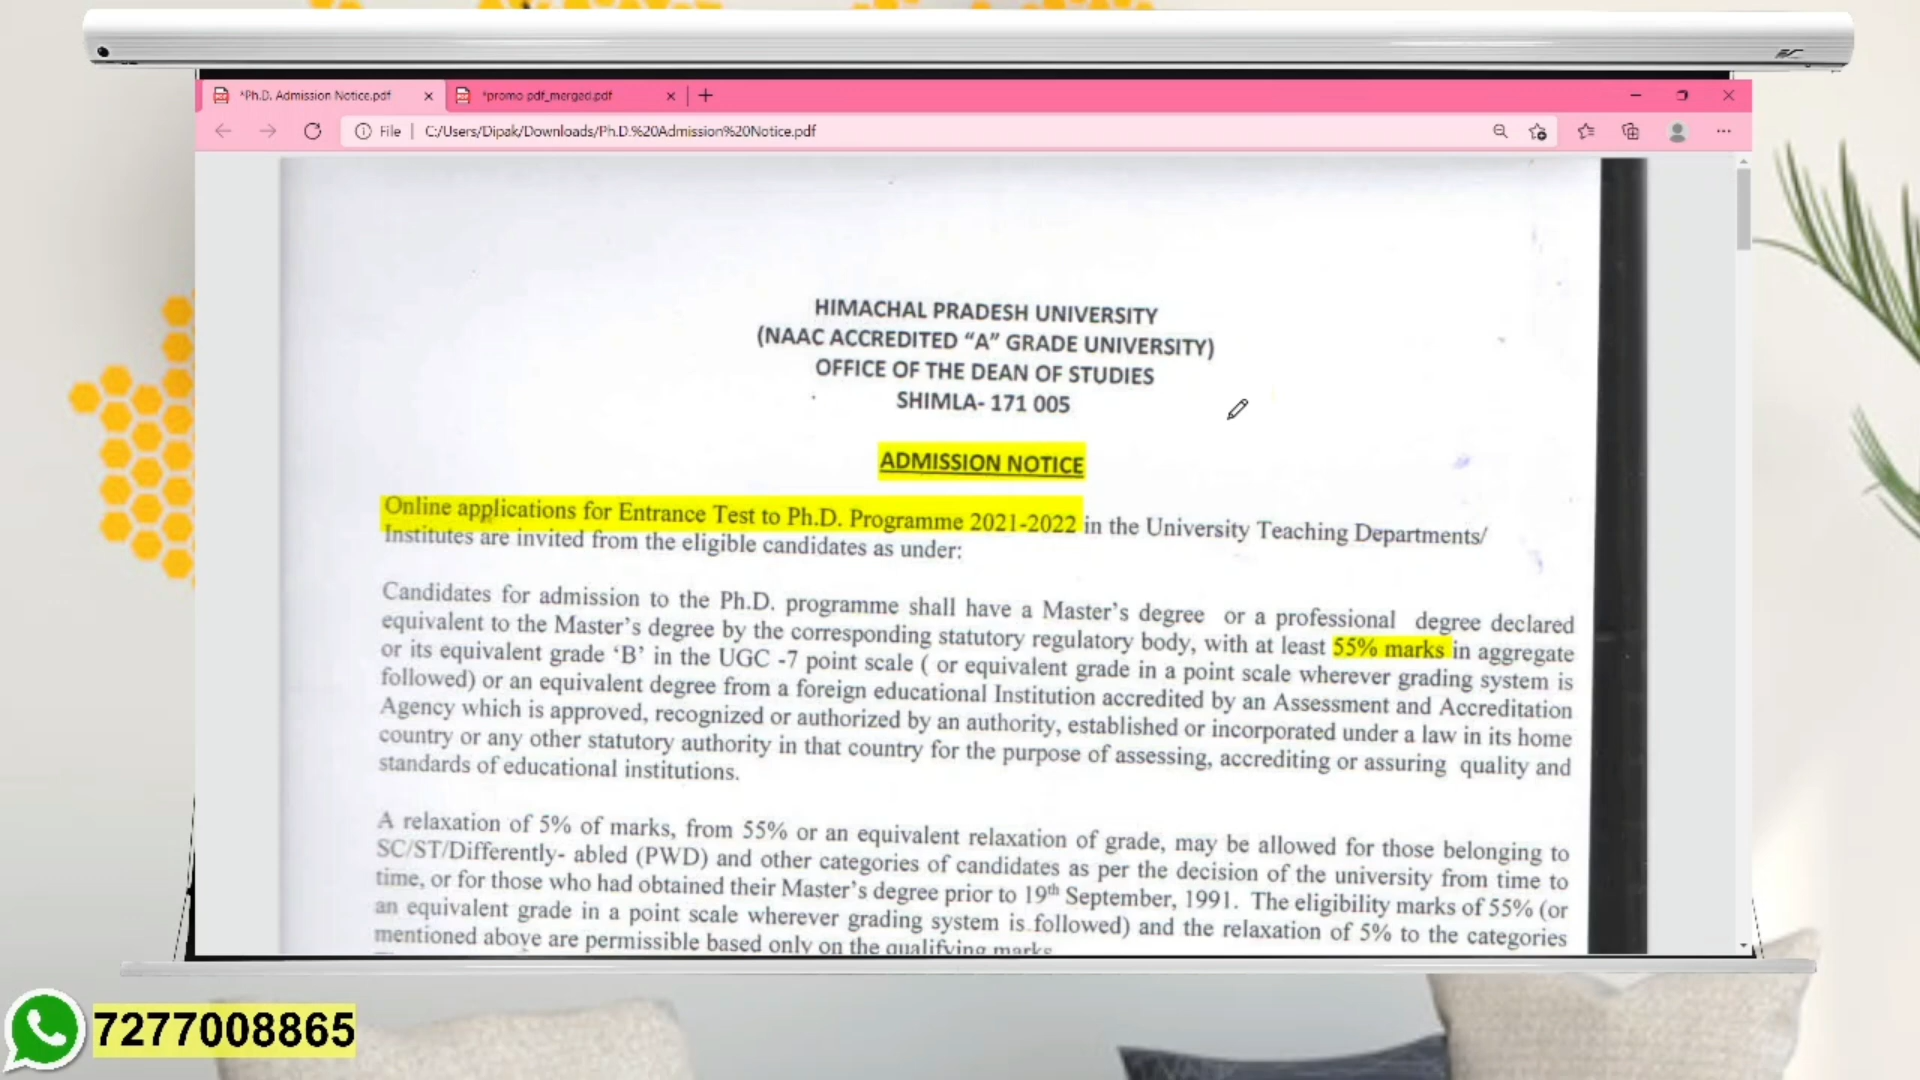 *Ph.D. Admission Notice.pdf
*promo pdf_merged.pdf
File
C:/Users/Dipak/Downloads/Ph.D.%20Admission%20Notice.pdf
HIMACHAL PRADESH UNIVERSITY
(NAAC ACCREDITED “A” GRADE UNIVERSITY)
OFFICE OF THE DEAN OF STUDIES
SHIMLA- 171 005
ADMISSION NOTICE
Online applications for Entrance Test to Ph.D. Programme 2021-2022 in the University Teaching Departments/
Institutes are invited from the eligible candidates as under:
Candidates for admission to the Ph.D. programme shall have a Master’s degree or a professional degree declared
equivalent to the Master’s degree by the corresponding statutory regulatory body, with at least 55% marks in aggregate
or its equivalent grade ‘B’ in the UGC -7 point scale ( or equivalent grade in a point scale wherever grading system is
followed) or an equivalent degree from a foreign educational Institution accredited by an Assessment and Accreditation
Agency which is approved, recognized or authorized by an authority, established or incorporated under a law in its home
country or any other statutory authority in that country for the purpose of assessing, accrediting or assuring quality and
standards of educational institutions.
A relaxation of 5% of marks, from 55% or an equivalent relaxation of grade, may be allowed for those belonging to
SC/ST/Differently- abled (PWD) and other categories of candidates as per the decision of the university from time to
time, or for those who had obtained their Master’s degree prior to 19th September, 1991. The eligibility marks of 55% (or
an equivalent grade in a point scale wherever grading system is followed) and the relaxation of 5% to the categories
mentioned above are permissible based only on the qualifying marks
7277008865